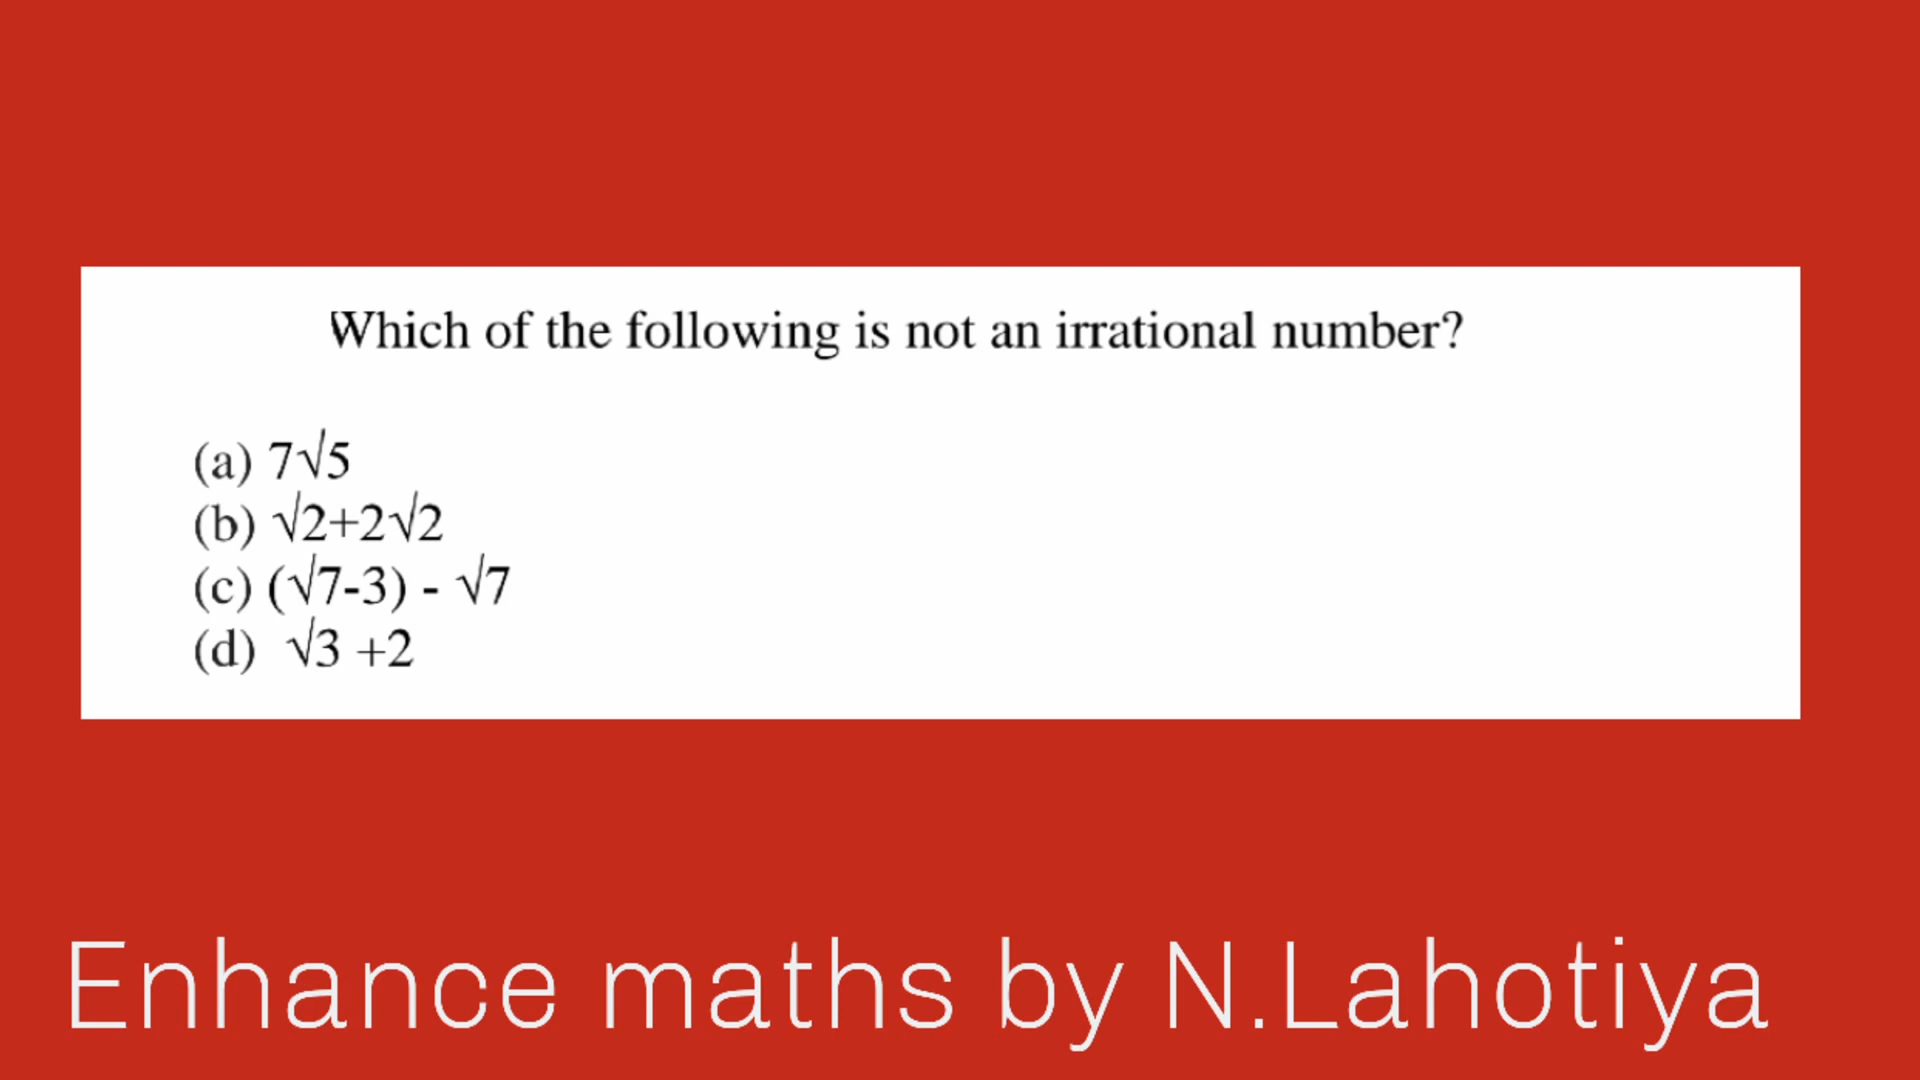 Which of the following is not an irrational number?
(a) 7√5
(b) √2+2√2
(c) (√7-3) - √7
(d) √3 +2
Enhance maths by N.Lahotiya